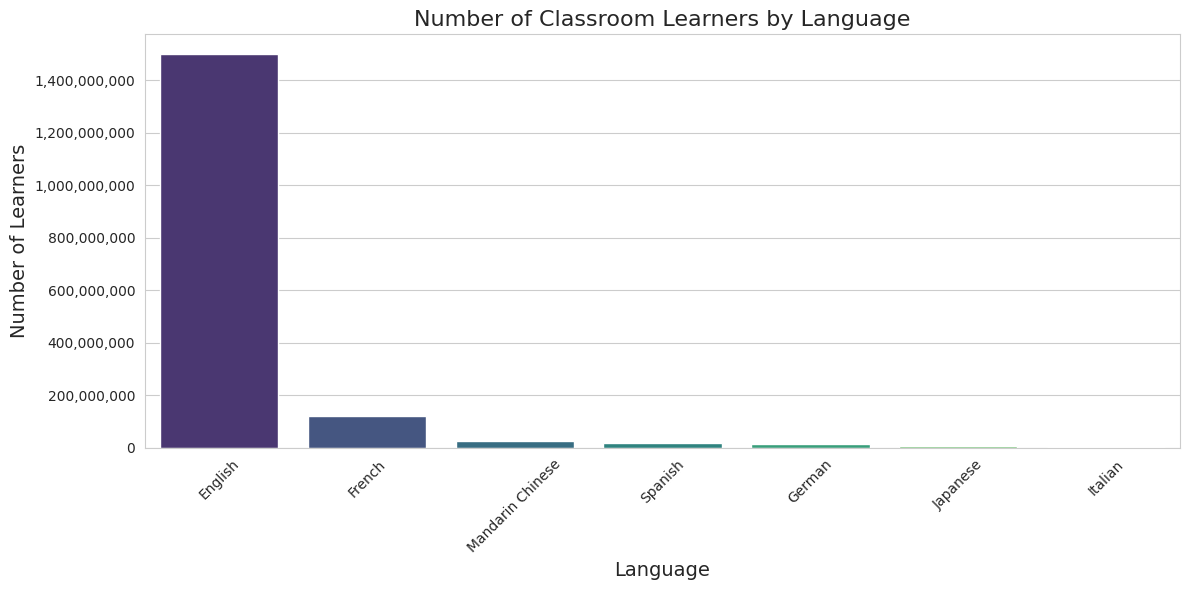 Number of Classroom Learners by Language
Number of Learners
1,400,000,000
1,200,000,000
1,000,000,000
800,000,000
600,000,000
400,000,000
200,000,000
0
English
French
Mandarin Chinese
Spanish
German
Japanese
Italian
Language